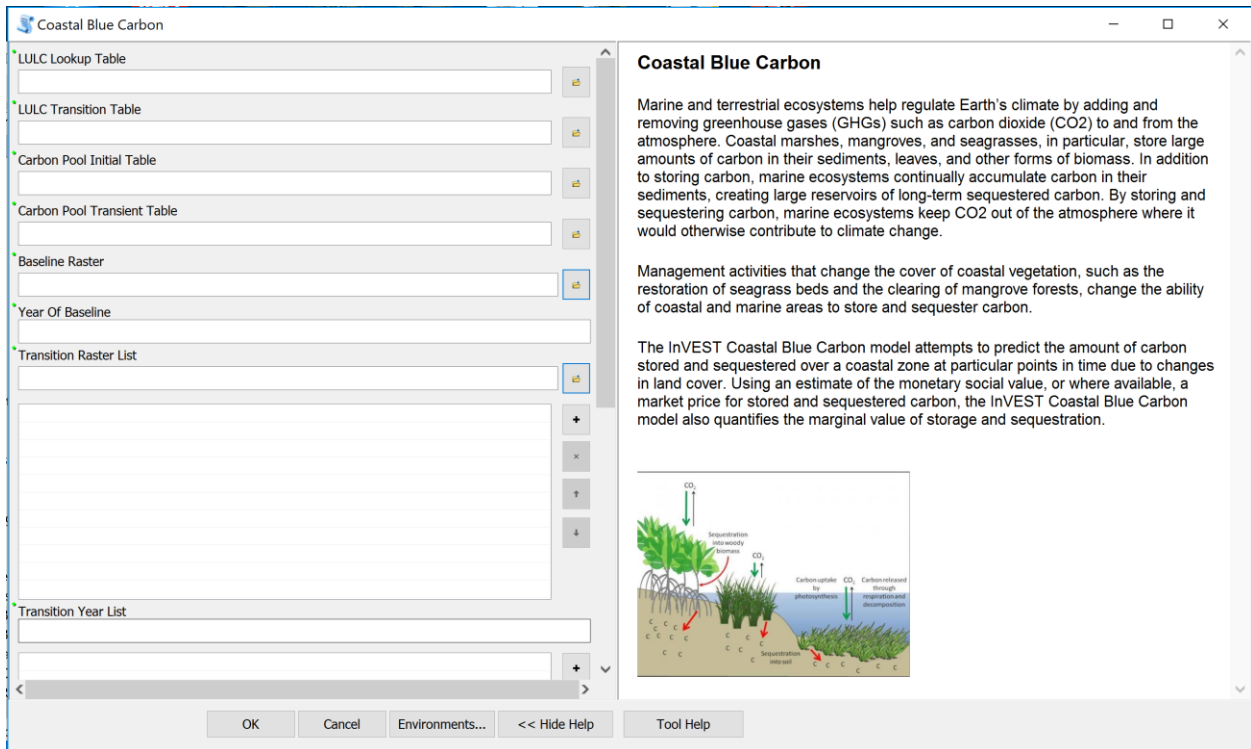 Coastal Blue Carbon
LULC Lookup Table
LULC Transition Table
Carbon Pool Initial Table
Carbon Pool Transient Table
Baseline Raster
Year Of Baseline
Transition Raster List
Transition Year List
Coastal Blue Carbon
Marine and terrestrial ecosystems help regulate Earth's climate by adding and
removing greenhouse gases (GHGs) such as carbon dioxide (CO2) to and from the
atmosphere. Coastal marshes, mangroves, and seagrasses, in particular, store large
amounts of carbon in their sediments, leaves, and other forms of biomass. In addition
to storing carbon, marine ecosystems continually accumulate carbon in their
sediments, creating large reservoirs of long-term sequestered carbon. By storing and
sequestering carbon, marine ecosystems keep CO2 out of the atmosphere where it
would otherwise contribute to climate change.
Management activities that change the cover of coastal vegetation, such as the
restoration of seagrass beds and the clearing of mangrove forests, change the ability
of coastal and marine areas to store and sequester carbon.
The InVEST Coastal Blue Carbon model attempts to predict the amount of carbon
stored and sequestered over a coastal zone at particular points in time due to changes
in land cover. Using an estimate of the monetary social value, or where available, a
market price for stored and sequestered carbon, the InVEST Coastal Blue Carbon
model also quantifies the marginal value of storage and sequestration.
CO₂
Sequestration
into woody
biomass
CO₂
Carbon uptake
by
photosynthesis
CO₂
Carbon released
through
respiration and
decomposition
C C C C
C C C
C C
C C C
C
Sequestration
into soil
C C C C
OK Cancel Environments... << Hide Help Tool Help